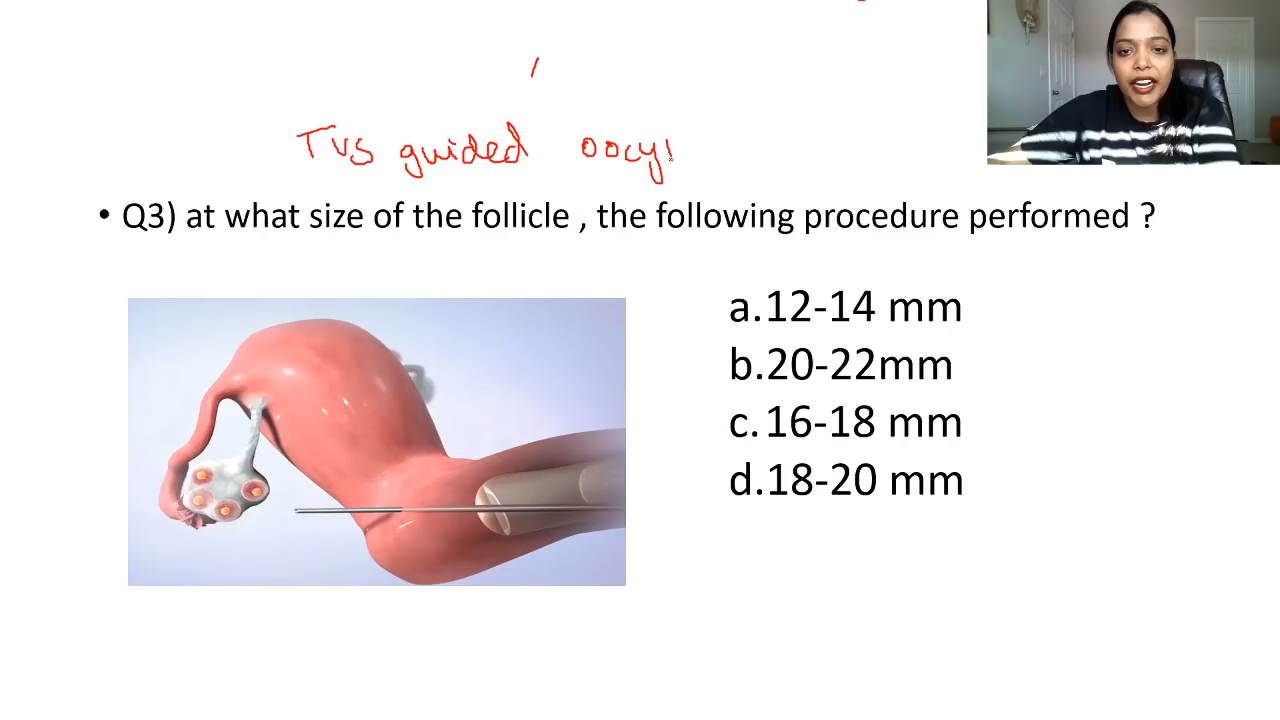 TVS guided oocy
• Q3) at what size of the follicle , the following procedure performed ?
a.12-14 mm
b.20-22mm
c.16-18 mm
d.18-20 mm